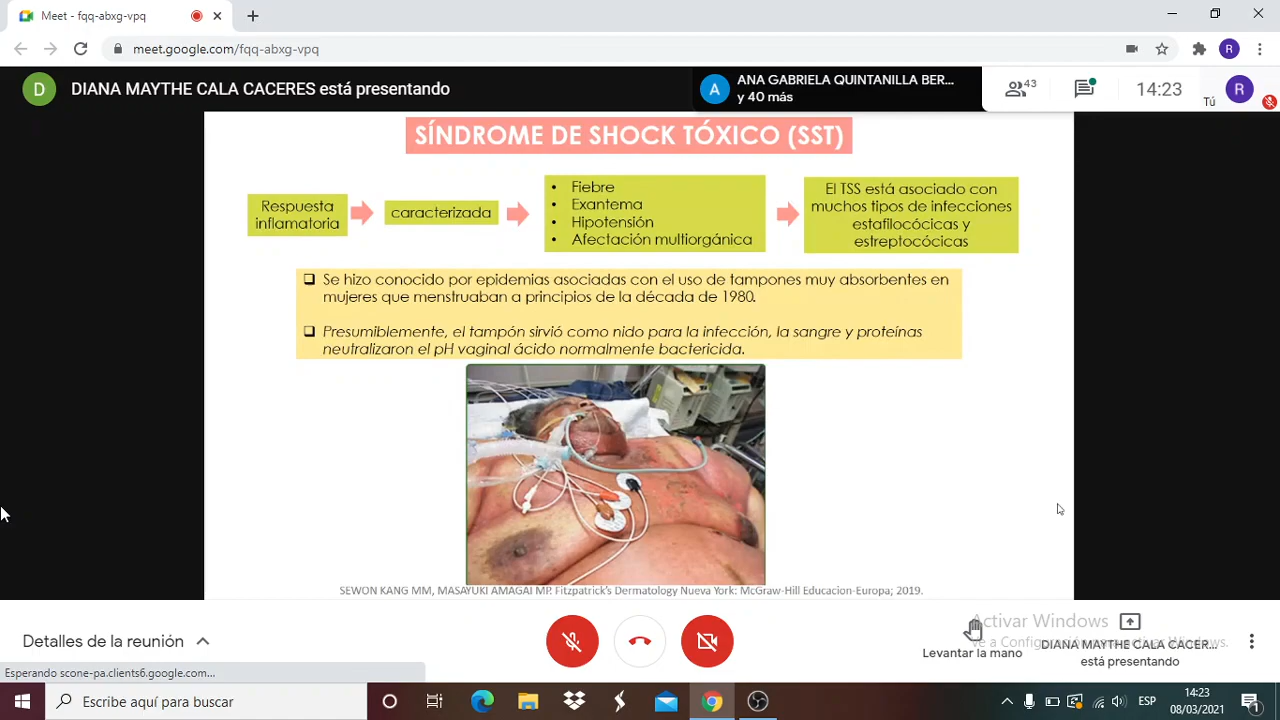 Meet - fqq-abxg-vpq
meet.google.com/fqq-abxg-vpq
R
D
DIANA MAYTHE CALA CACERES está presentando
A
ANA GABRIELA QUINTANILLA BER...
y 40 más
43
14:23
Tú
R
SÍNDROME DE SHOCK TÓXICO (SST)
Respuesta
inflamatoria
caracterizada
• Fiebre
• Exantema
• Hipotensión
• Afectación multiorgánica
El TSS está asociado con
muchos tipos de infecciones
estafilocócicas y
estreptocócicas
❑ Se hizo conocido por epidemias asociadas con el uso de tampones muy absorbentes en
mujeres que menstruaban a principios de la década de 1980.
❑ Presumiblemente, el tampón sirvió como nido para la infección, la sangre y proteínas
neutralizaron el pH vaginal ácido normalmente bactericida.
SEWON KANG MM, MASAYUKI AMAGAI MP. Fitzpatrick's Dermatology Nueva York: McGraw-Hill Educacion-Europa; 2019.
Detalles de la reunión
Activar Windows
Ve a Configuración para activar Windows.
Levantar la mano
DIANA MAYTHE CALA CACER...
está presentando
Esperando scone-pa.clients6.google.com...
Escribe aquí para buscar
ESP
14:23
08/03/2021
1